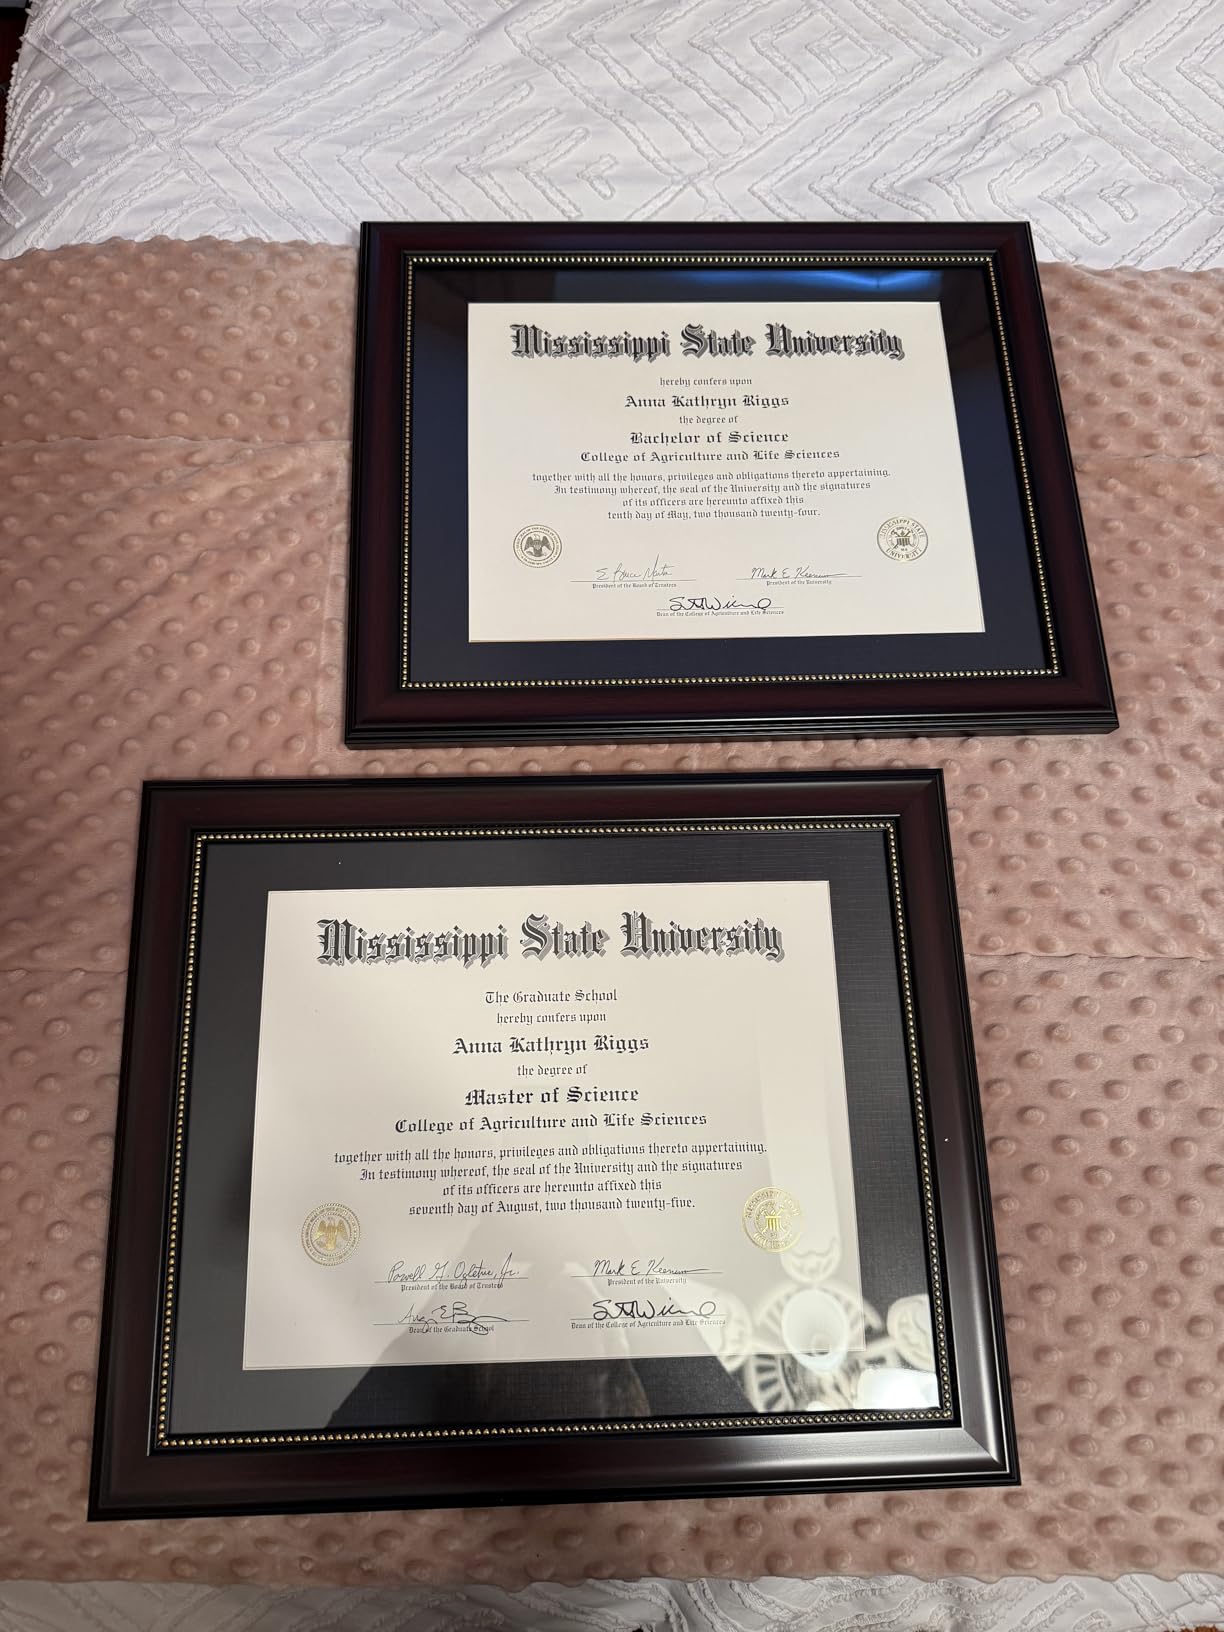 Mississippi State University
hereby confers upon
Anna Kathryn Riggs
the degree of
Bachelor of Science
College of Agriculture and Life Sciences
together with all the honors, privileges and obligations thereto appertaining.
In testimony whereof, the seal of the University and the signatures
of its officers are hereunto affixed this
tenth day of May, two thousand twenty-four.
MISSISSIPPI STATE UNIVERSITY
Mark E. Keenum
President of the Board of Trustees
President of the University
Dean of the College of Agriculture and Life Sciences
Mississippi State University
The Graduate School
hereby confers upon
Anna Kathryn Riggs
the degree of
Master of Science
College of Agriculture and Life Sciences
together with all the honors, privileges and obligations thereto appertaining.
In testimony whereof, the seal of the University and the signatures
of its officers are hereunto affixed this
seventh day of August, two thousand twenty-five.
Mark E. Keenum
President of the Board of Trustees
President of the University
Dean of the Graduate School
Dean of the College of Agriculture and Life Sciences